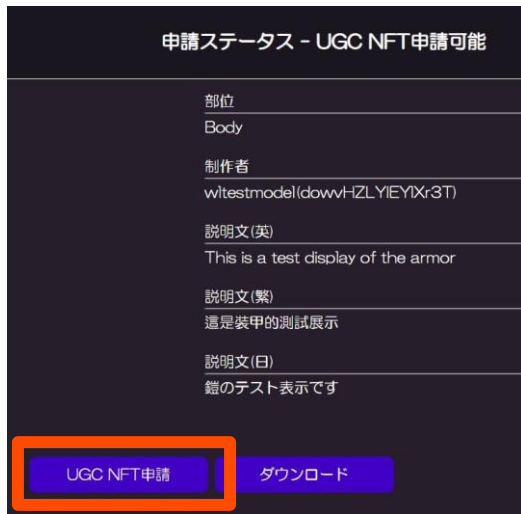 申請ステータス - UGC NFT申請可能
部位
Body
制作者
wltestmodel(dowvHZLYlEYlXr3T)
説明文(英)
This is a test display of the armor
説明文(繁)
這是裝甲的測試展示
説明文(日)
鎧のテスト表示です
UGC NFT申請
ダウンロード